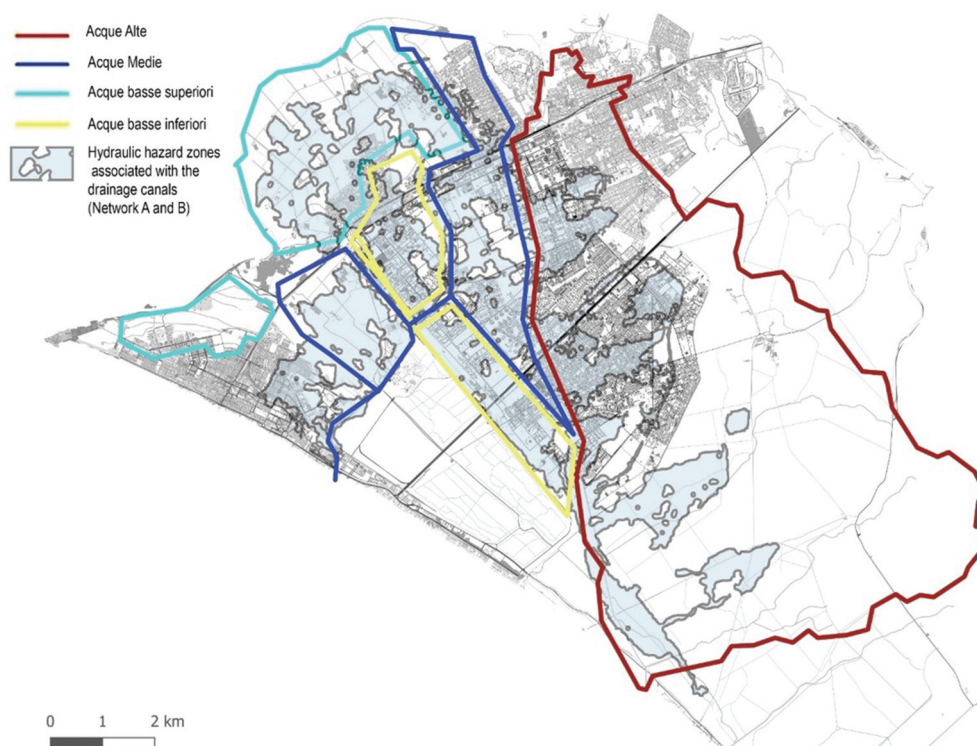 Acque Alte
Acque Medie
Acque basse superiori
Acque basse inferiori
Hydraulic hazard zones
associated with the
drainage canals
(Network A and B)
0 1 2 km